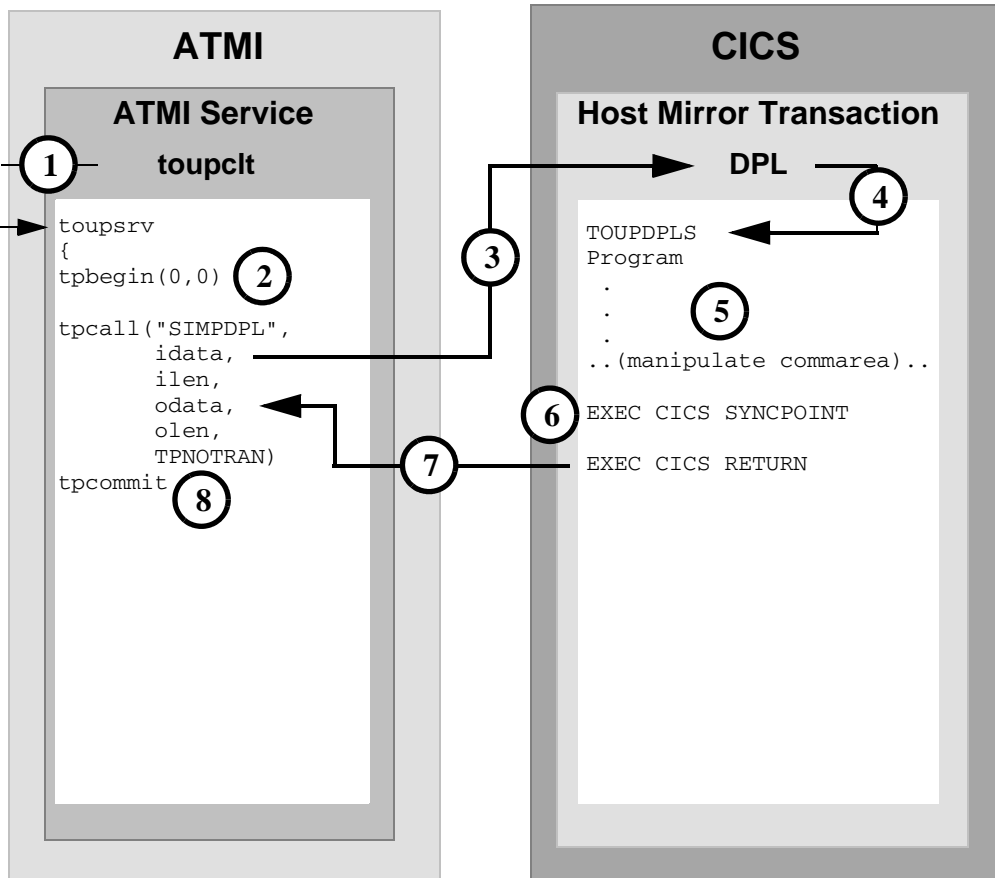 ATMI
ATMI Service
toupclt
1
toupsrv
{
tpbegin(0,0)
2
tpcall("SIMPDPL",
idata,
ilen,
odata,
olen,
TPNOTRAN)
tpcommit
8
3
7
CICS
Host Mirror Transaction
DPL
4
TOUPDPLS
Program
.
.
.
5
..(manipulate commarea)..
6
EXEC CICS SYNCPOINT
EXEC CICS RETURN